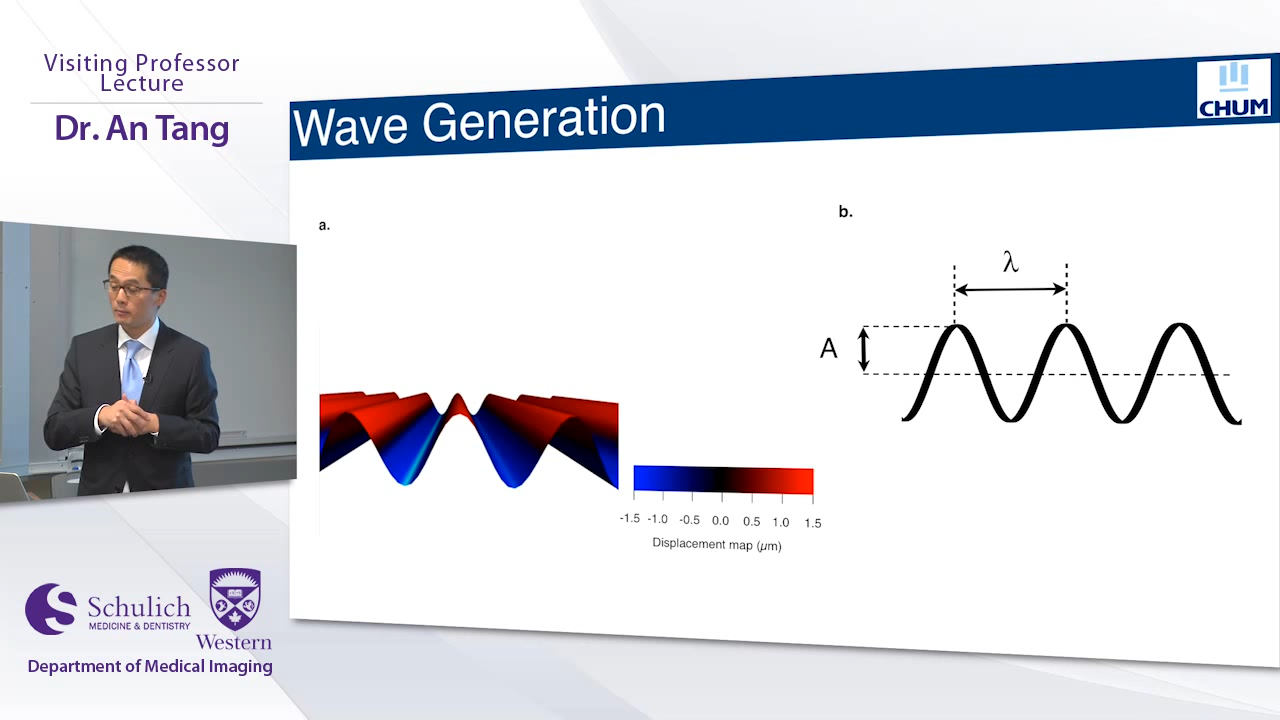 Visiting Professor
Lecture
Dr. An Tang
Wave Generation
CHUM
a.
b.
λ
A
-1.5 -1.0 -0.5 0.0 0.5 1.0 1.5
Displacement map (μm)
Schulich
MEDICINE & DENTISTRY
Western
Department of Medical Imaging